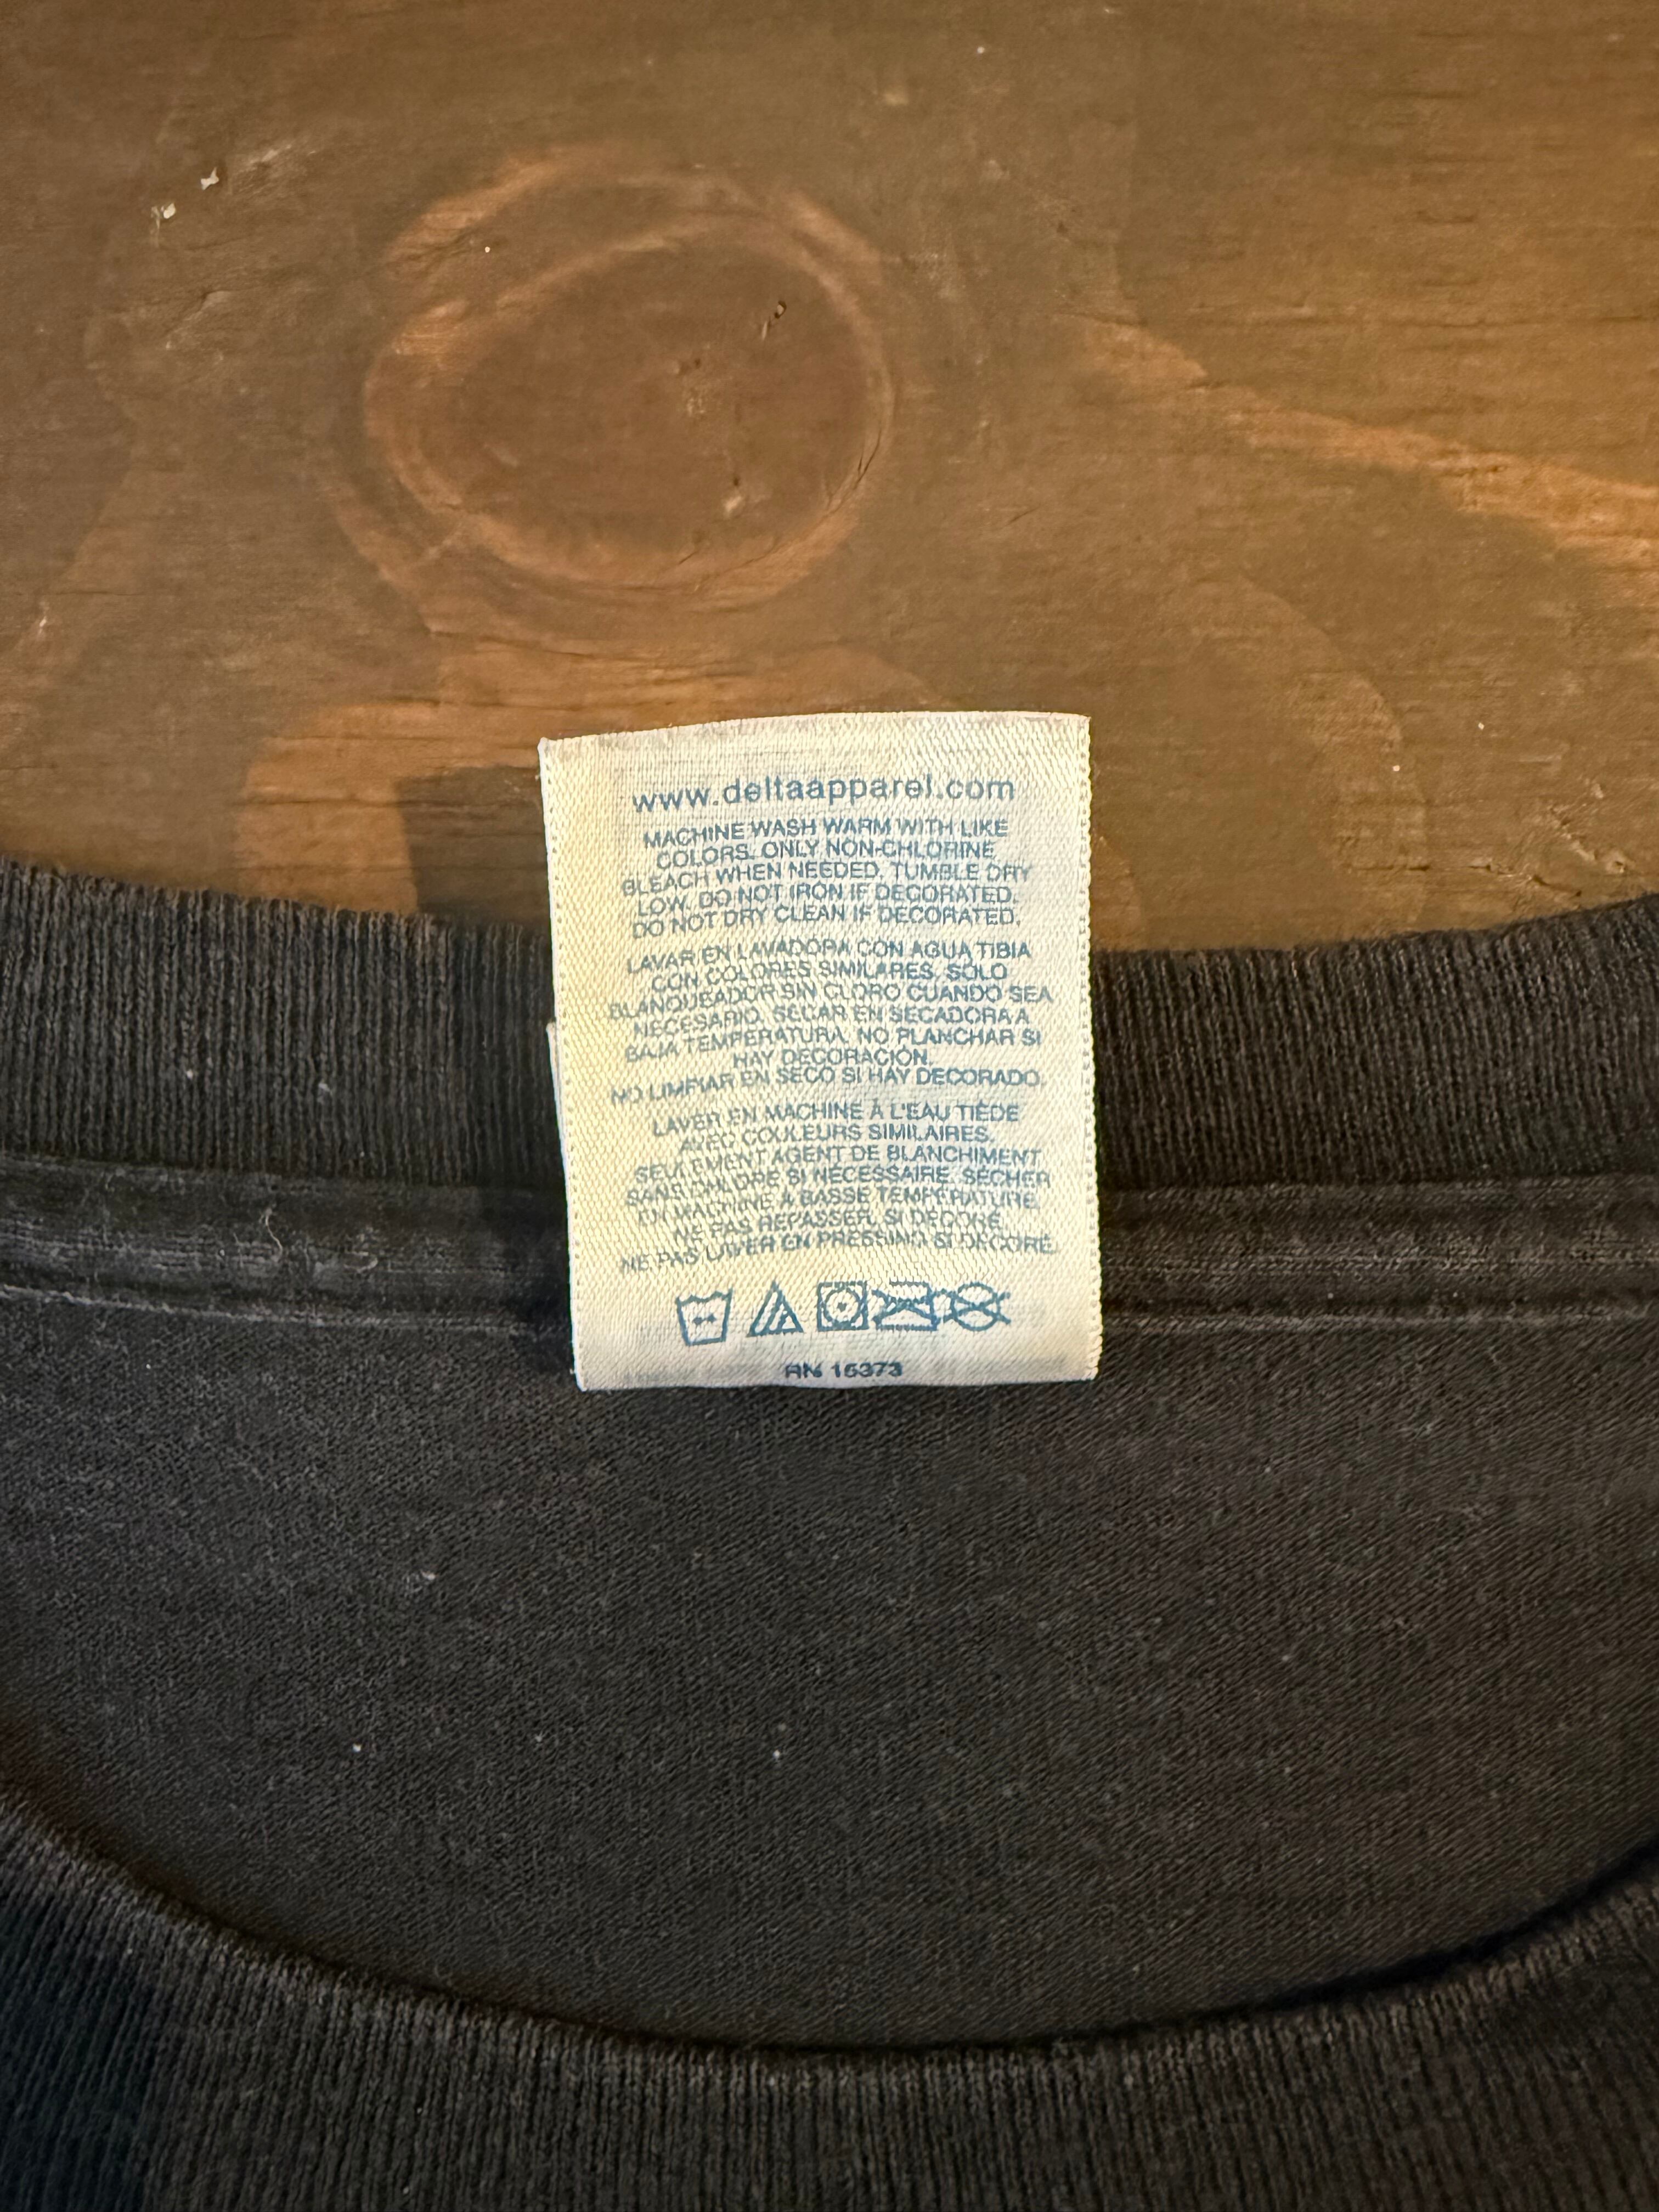 www.deltaapparel.com
MACHINE WASH WARM WITH LIKE
COLORS. ONLY NON-CHLORINE
BLEACH WHEN NEEDED. TUMBLE DRY
LOW. DO NOT IRON IF DECORATED.
DO NOT DRY CLEAN IF DECORATED.
LAVAR EN LAVADORA CON AGUA TIBIA
CON COLORES SIMILARES. SOLO
BLANQUEADOR SIN CLORO CUANDO SEA
NECESARIO. SECAR EN SECADORA A
BAJA TEMPERATURA. NO PLANCHAR SI
HAY DECORACIÓN.
NO LIMPIAR EN SECO SI HAY DECORADO.
LAVER EN MACHINE À L'EAU TIÈDE
AVEC COULEURS SIMILAIRES.
SEULEMENT AGENT DE BLANCHIMENT
SANS CHLORE SI NÉCESSAIRE. SÉCHER
EN MACHINE À BASSE TEMPÉRATURE.
NE PAS REPASSER, SI DÉCORÉ.
NE PAS LAVER EN PRESSING SI DÉCORÉ.
RN 15373